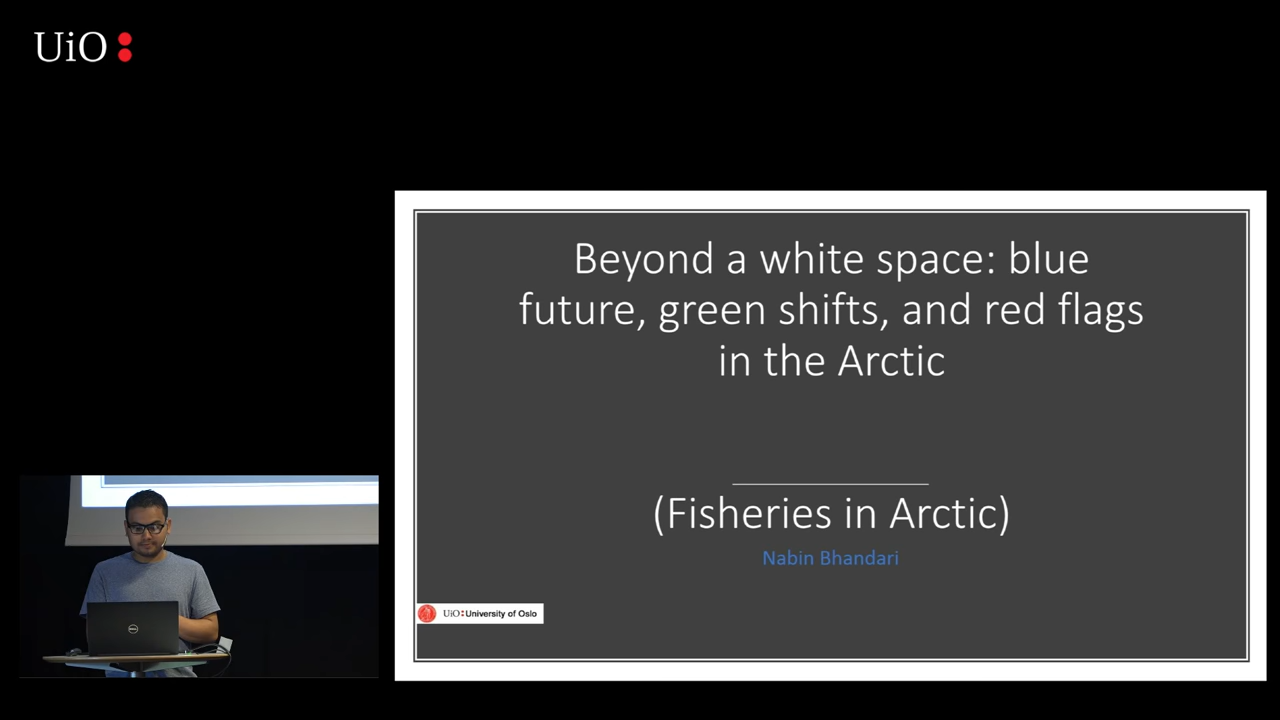 UiO:
Beyond a white space: blue
future, green shifts, and red flags
in the Arctic
(Fisheries in Arctic)
Nabin Bhandari
UiO:University of Oslo
DELL